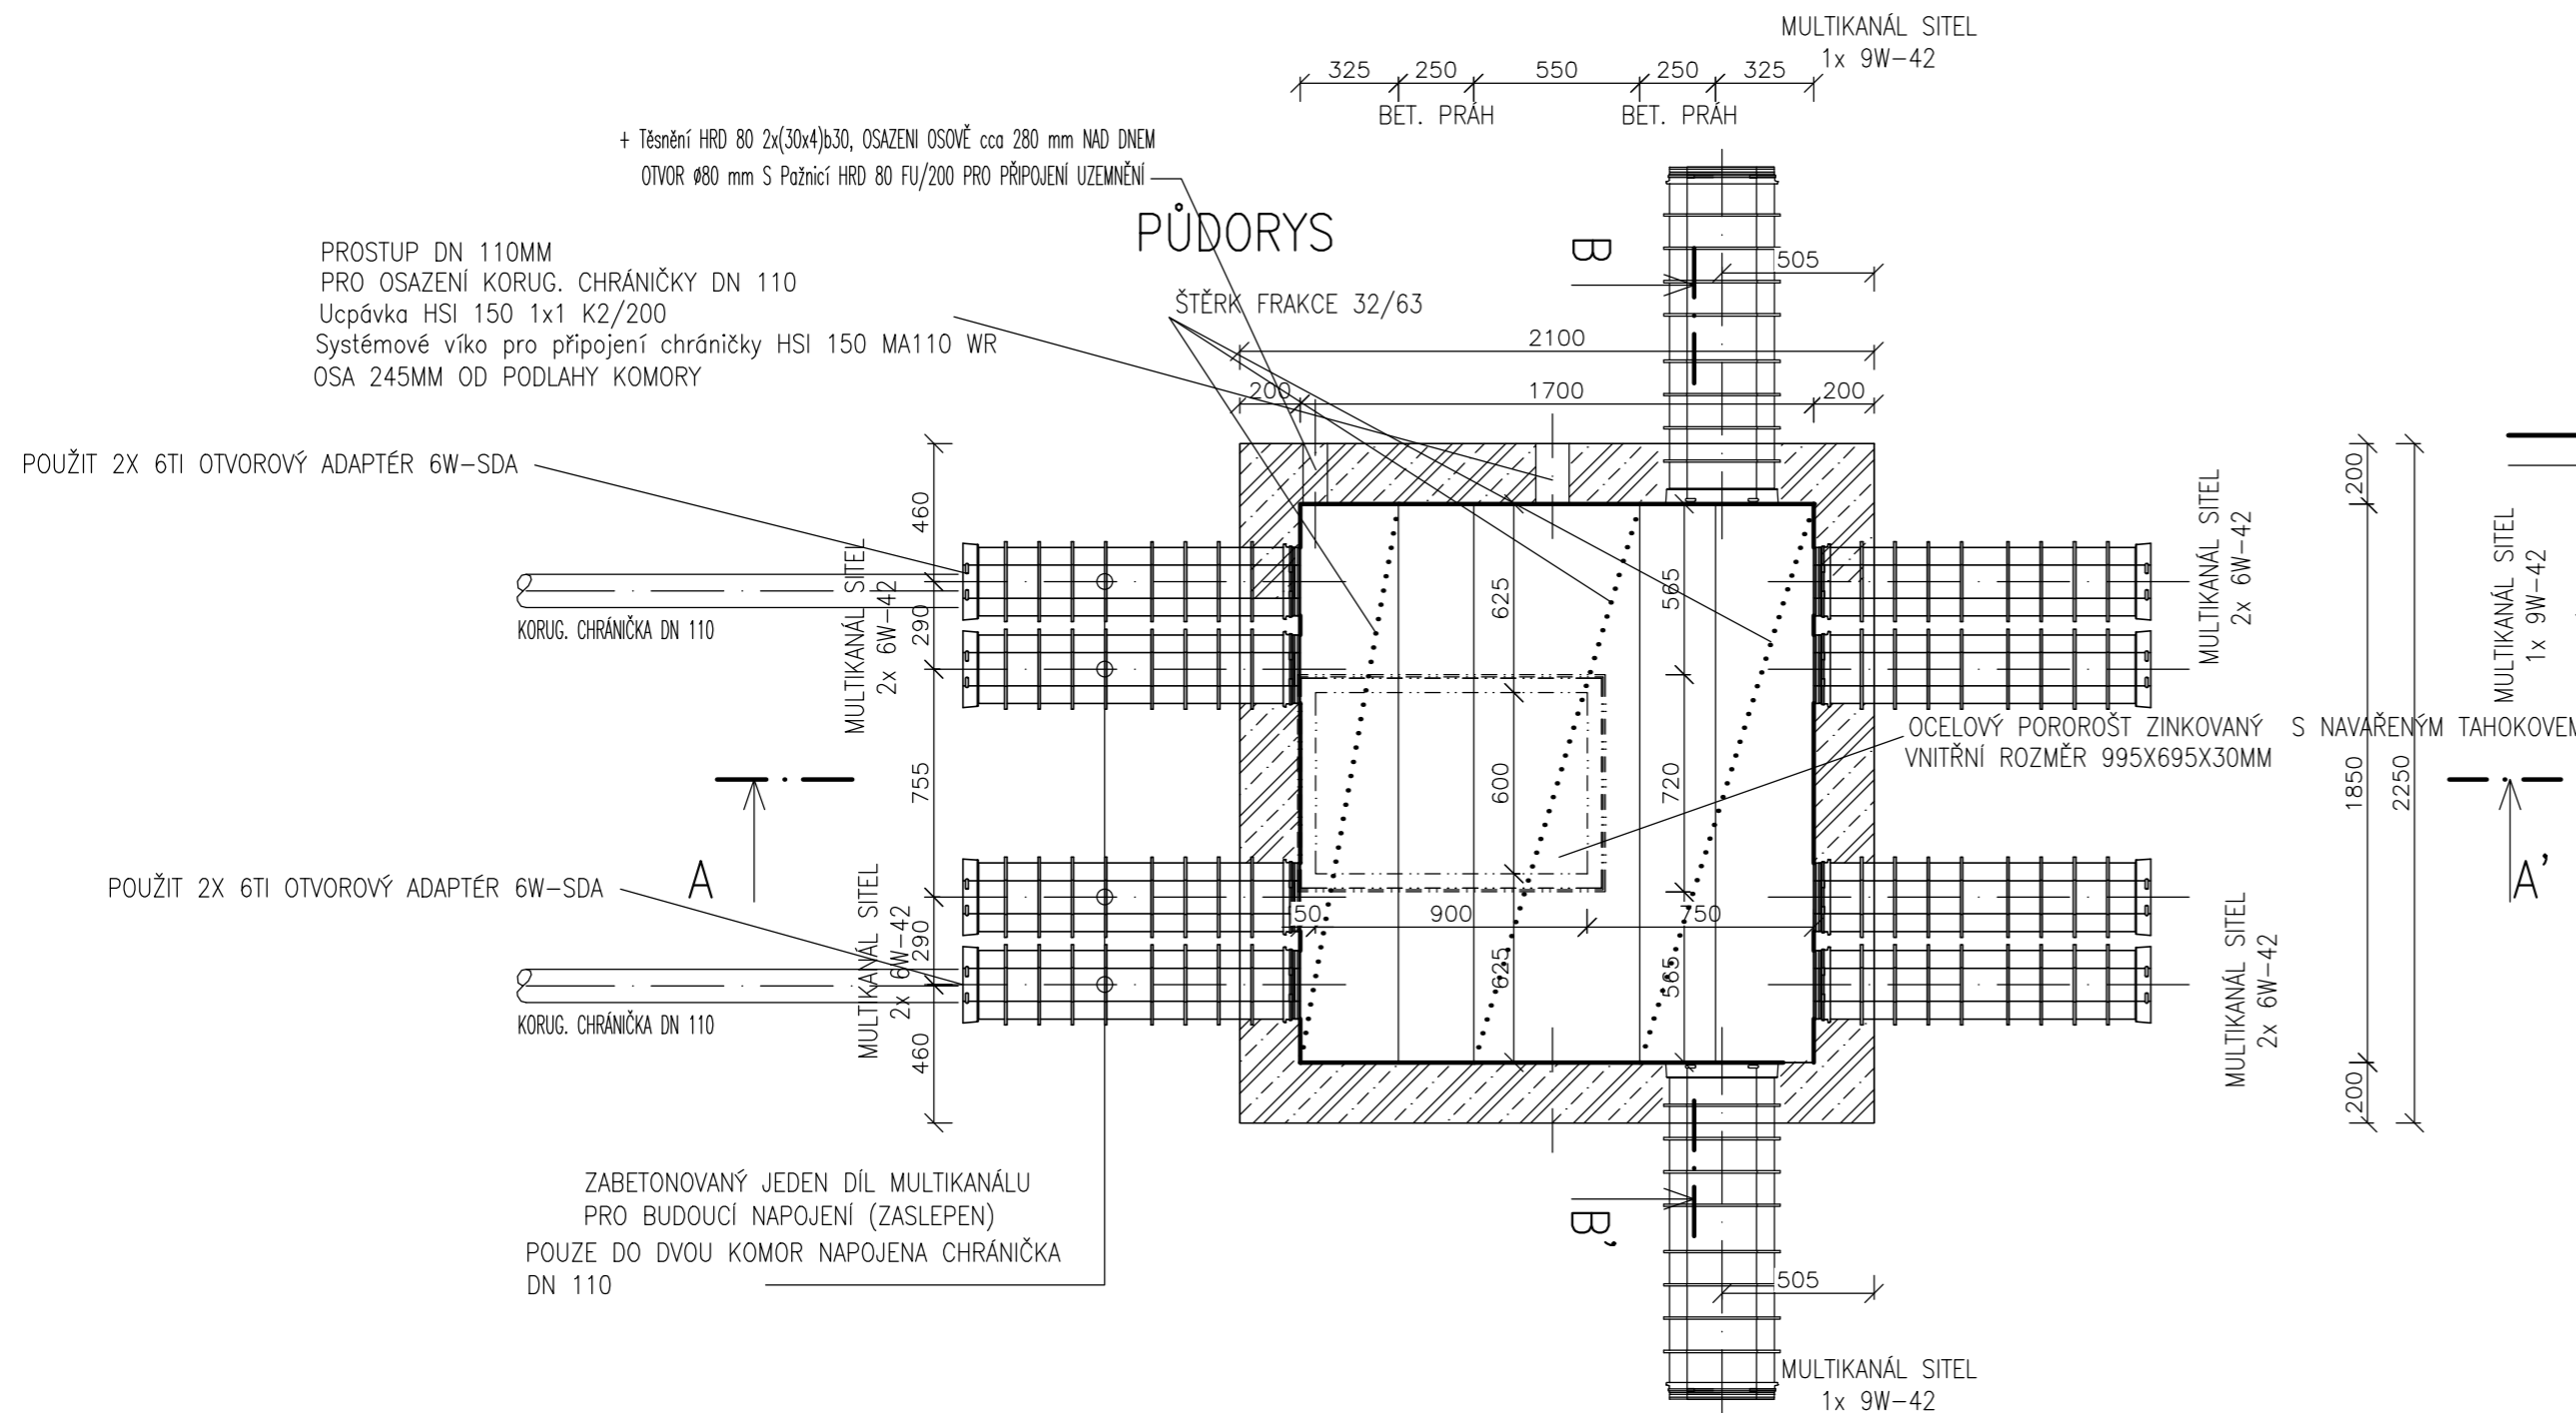 MULTIKANÁL SITEL
1x 9W-42
325 250 550 250 325
BET. PRÁH BET. PRÁH
+ Těsnění HRD 80 2x(30x4)b30, OSAZENI OSOVĚ cca 280 mm NAD DNEM
OTVOR Ø80 mm S Pažnicí HRD 80 FU/200 PRO PŘIPOJENÍ UZEMNĚNÍ
PŮDORYS
B
505
PROSTUP DN 110MM
PRO OSAZENÍ KORUG. CHRÁNIČKY DN 110
Ucpávka HSI 150 1x1 K2/200
Systémové víko pro připojení chráničky HSI 150 MA110 WR
OSA 245MM OD PODLAHY KOMORY
ŠTĚRK FRAKCE 32/63
2100
200 1700 200
POUŽIT 2X 6TI OTVOROVÝ ADAPTÉR 6W-SDA
460
290
755
290
460
KORUG. CHRÁNIČKA DN 110
MULTIKANÁL SITEL
2x 6W-42
625
600
625
565
720
565
50 900 750
MULTIKANÁL SITEL
2x 6W-42
200
1850
200
2250
MULTIKANÁL SITEL
1x 9W-42
OCELOVÝ POROROŠT ZINKOVANÝ S NAVAŘENÝM TAHOKOVEM
VNITŘNÍ ROZMĚR 995X695X30MM
A
A'
POUŽIT 2X 6TI OTVOROVÝ ADAPTÉR 6W-SDA
MULTIKANÁL SITEL
2x 6W-42
KORUG. CHRÁNIČKA DN 110
MULTIKANÁL SITEL
2x 6W-42
ZABETONOVANÝ JEDEN DÍL MULTIKANÁLU
PRO BUDOUCÍ NAPOJENÍ (ZASLEPEN)
POUZE DO DVOU KOMOR NAPOJENA CHRÁNIČKA
DN 110
B'
505
MULTIKANÁL SITEL
1x 9W-42